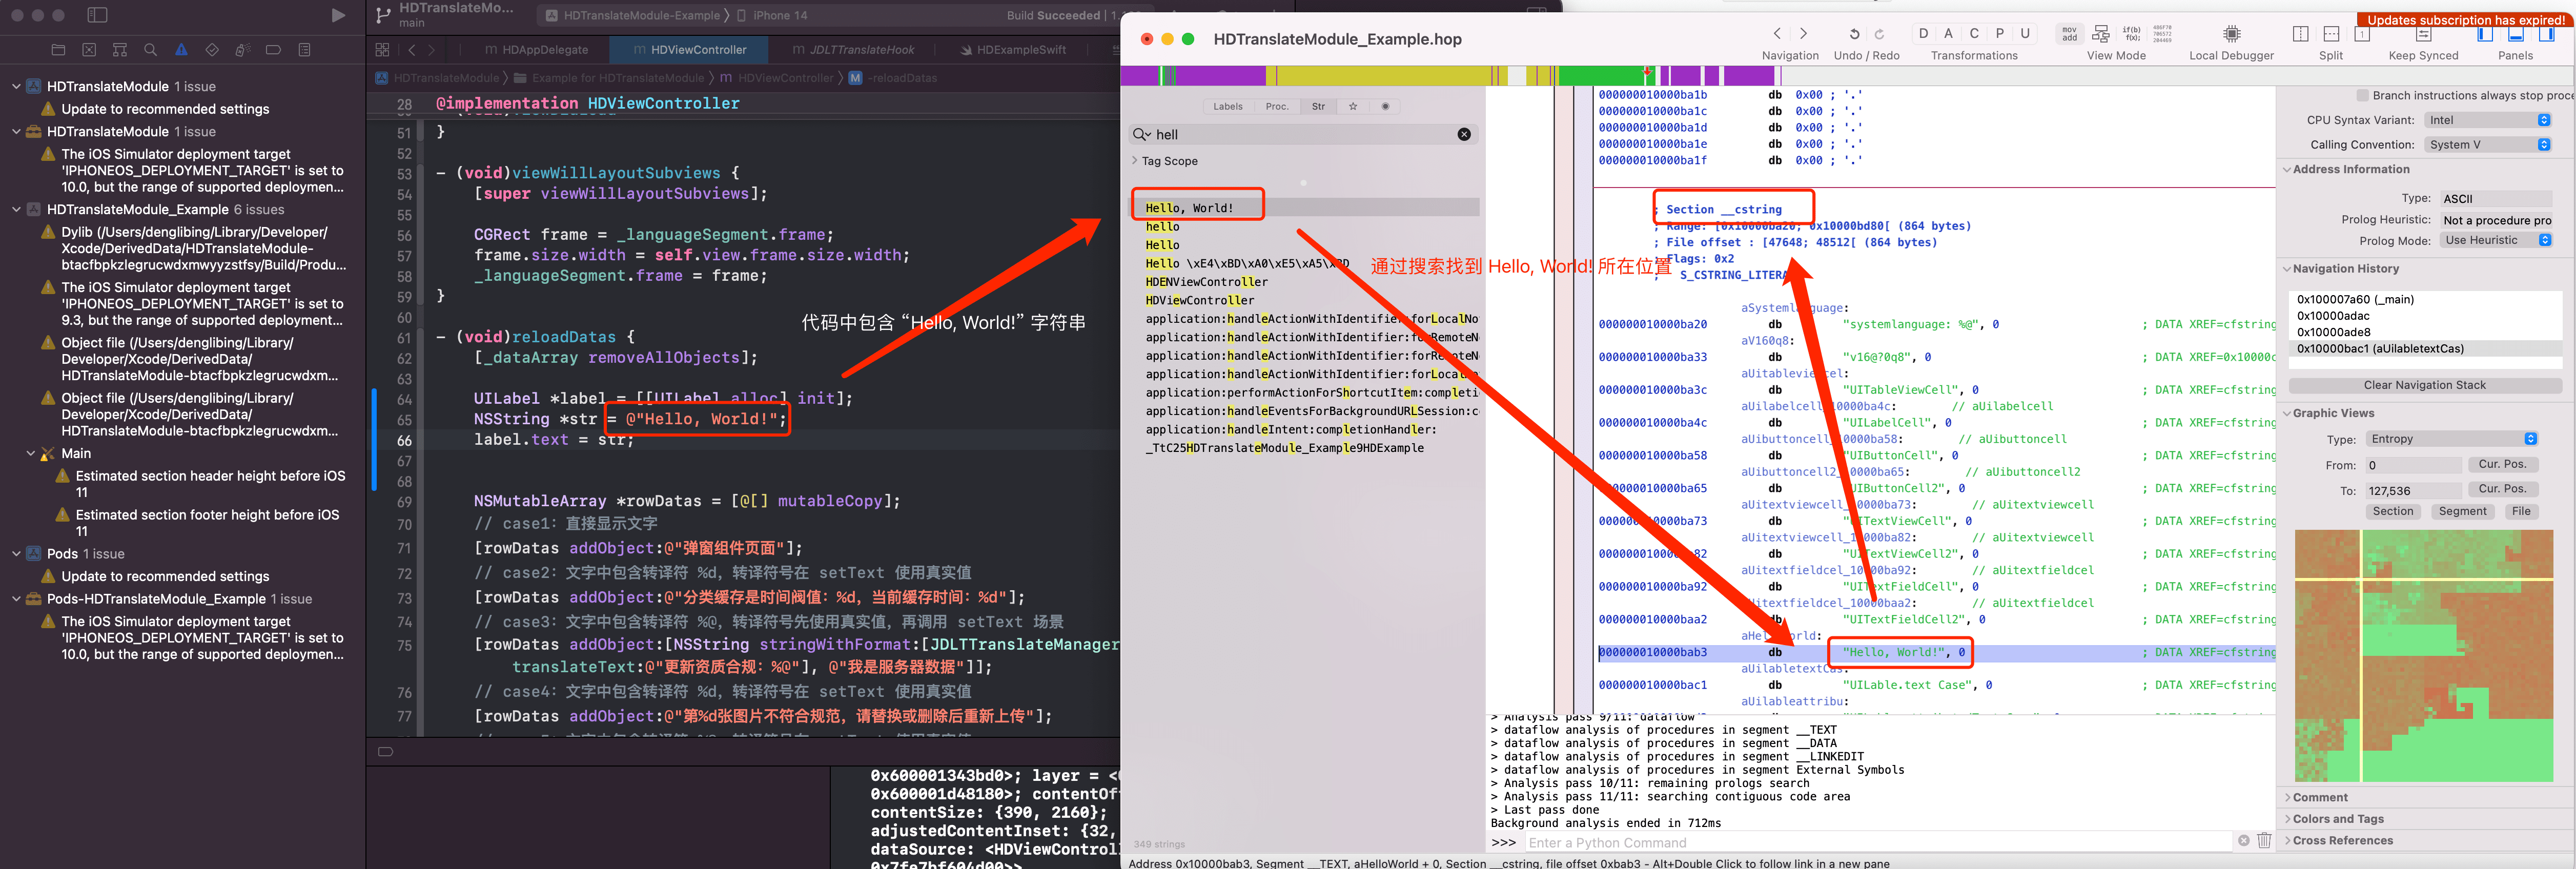 HDTranslateMo...
main
HDTranslateModule-Example
iPhone 14
Build Succeeded
HDAppDelegate
HDViewController
JDLTTranslateHook
HDExampleSwift
HDTranslateModule
Example for HDTranslateModule
HDViewController
-reloadDatas
HDTranslateModule 1 issue
Update to recommended settings
HDTranslateModule 1 issue
The iOS Simulator deployment target
'IPHONEOS_DEPLOYMENT_TARGET' is set to
10.0, but the range of supported deploymen...
HDTranslateModule_Example 6 issues
Dylib (/Users/denglibing/Library/Developer/
Xcode/DerivedData/HDTranslateModule-
btacfbpkzlegrucwdxmwyyzstfsy/Build/Produ...
The iOS Simulator deployment target
'IPHONEOS_DEPLOYMENT_TARGET' is set to
9.3, but the range of supported deployment...
Object file (/Users/denglibing/Library/
Developer/Xcode/DerivedData/
HDTranslateModule-btacfbpkzlegrucwdxm...
Object file (/Users/denglibing/Library/
Developer/Xcode/DerivedData/
HDTranslateModule-btacfbpkzlegrucwdxm...
Main
Estimated section header height before iOS
11
Estimated section footer height before iOS
11
Pods 1 issue
Update to recommended settings
Pods-HDTranslateModule_Example 1 issue
The iOS Simulator deployment target
'IPHONEOS_DEPLOYMENT_TARGET' is set to
10.0, but the range of supported deploymen...
28 @implementation HDViewController
51 }
52
53 - (void)viewWillLayoutSubviews {
54 [super viewWillLayoutSubviews];
55
56 CGRect frame = _languageSegment.frame;
57 frame.size.width = self.view.frame.size.width;
58 _languageSegment.frame = frame;
59 }
60
代码中包含 “Hello, World!” 字符串
61 - (void)reloadDatas {
62 [_dataArray removeAllObjects];
63
64 UILabel *label = [[UILabel alloc] init];
65 NSString *str = @"Hello, World!";
66 label.text = str;
67
68
69 NSMutableArray *rowDatas = [@[] mutableCopy];
70 // case1：直接显示文字
71 [rowDatas addObject:@"弹窗组件页面"];
72 // case2：文字中包含转译符 %d，转译符号在 setText 使用真实值
73 [rowDatas addObject:@"分类缓存是时间阀值：%d，当前缓存时间：%d"];
74 // case3：文字中包含转译符 %@，转译符号先使用真实值，再调用 setText 场景
75 [rowDatas addObject:[NSString stringWithFormat:[JDLTTranslateManager
translateText:@"更新资质合规：%@"], @"我是服务器数据"]];
76 // case4：文字中包含转译符 %d，转译符号在 setText 使用真实值
77 [rowDatas addObject:@"第%d张图片不符合规范，请替换或删除后重新上传"];
0x600001343bd0>; layer = <
0x600001d48180>; contentOf
contentSize: {390, 2160};
adjustedContentInset: {32,
dataSource: <HDViewControl
0x7fe7bf604d00>>
HDTranslateModule_Example.hop
Updates subscription has expired!
Navigation
Undo / Redo
D A C P U
Transformations
mov
add
if(b)
f(x);
View Mode
Local Debugger
Split
Keep Synced
Panels
Labels
Proc.
Str
hell
Tag Scope
Hello, World!
hello
Hello
Hello \xE4\xBD\xA0\xE5\xA5\xBD
HDENViewController
HDViewController
application:handleActionWithIdentifier:forLocalNo
application:handleActionWithIdentifier:forRemoteN
application:handleActionWithIdentifier:forRemoteN
application:handleActionWithIdentifier:forLocal
application:performActionForShortcutItem:completi
application:handleEventsForBackgroundURLSession:c
application:handleIntent:completionHandler:
_TtC25HDTranslateModule_Example9HDExample
349 strings
通过搜索找到 Hello, World! 所在位置
000000010000ba1b db 0x00 ; '.'
000000010000ba1c db 0x00 ; '.'
000000010000ba1d db 0x00 ; '.'
000000010000ba1e db 0x00 ; '.'
000000010000ba1f db 0x00 ; '.'
; Section __cstring
; Range: [0x10000ba20; 0x10000bd80[ (864 bytes)
; File offset : [47648; 48512[ (864 bytes)
; Flags: 0x2
; S_CSTRING_LITERA
aSystemlanguage:
000000010000ba20 db "systemlanguage: %@", 0 ; DATA XREF=cfstring
aV160q8:
000000010000ba33 db "v16@?0q8", 0 ; DATA XREF=0x10000c
aUitableviewcel:
000000010000ba3c db "UITableViewCell", 0 ; DATA XREF=cfstring
aUilabelcell_10000ba4c: // aUilabelcell
000000010000ba4c db "UILabelCell", 0 ; DATA XREF=cfstring
aUibuttoncell_10000ba58: // aUibuttoncell
000000010000ba58 db "UIButtonCell", 0 ; DATA XREF=cfstring
aUibuttoncell2_10000ba65: // aUibuttoncell2
000000010000ba65 db "UIButtonCell2", 0 ; DATA XREF=cfstring
aUitextviewcell_10000ba73: // aUitextviewcell
000000010000ba73 db "UITextViewCell", 0 ; DATA XREF=cfstring
aUitextviewcell_10000ba82: // aUitextviewcell
000000010000ba82 db "UITextViewCell2", 0 ; DATA XREF=cfstring
aUitextfieldcel_10000ba92: // aUitextfieldcel
000000010000ba92 db "UITextFieldCell", 0 ; DATA XREF=cfstring
aUitextfieldcel_10000baa2: // aUitextfieldcel
000000010000baa2 db "UITextFieldCell2", 0 ; DATA XREF=cfstring
aHelloWorld:
000000010000bab3 db "Hello, World!", 0 ; DATA XREF=cfstring
aUilabletextCas:
000000010000bac1 db "UILable.text Case", 0 ; DATA XREF=cfstring
aUilableattribu:
> Analysis pass 9/11: dataflow
> dataflow analysis of procedures in segment __TEXT
> dataflow analysis of procedures in segment __DATA
> dataflow analysis of procedures in segment __LINKEDIT
> dataflow analysis of procedures in segment External Symbols
> Analysis pass 10/11: remaining prologs search
> Analysis pass 11/11: searching contiguous code area
> Last pass done
Background analysis ended in 712ms
>>> Enter a Python Command
Address 0x10000bab3, Segment __TEXT, aHelloWorld + 0, Section __cstring, file offset 0xbab3 - Alt+Double Click to follow link in a new pane
Branch instructions always stop proce
CPU Syntax Variant: Intel
Calling Convention: System V
Address Information
Type: ASCII
Prolog Heuristic: Not a procedure pro
Prolog Mode: Use Heuristic
Navigation History
0x100007a60 (_main)
0x10000adac
0x10000ade8
0x10000bac1 (aUilabletextCas)
Clear Navigation Stack
Graphic Views
Type: Entropy
From: 0 Cur. Pos.
To: 127,536 Cur. Pos.
Section Segment File
Comment
Colors and Tags
Cross References